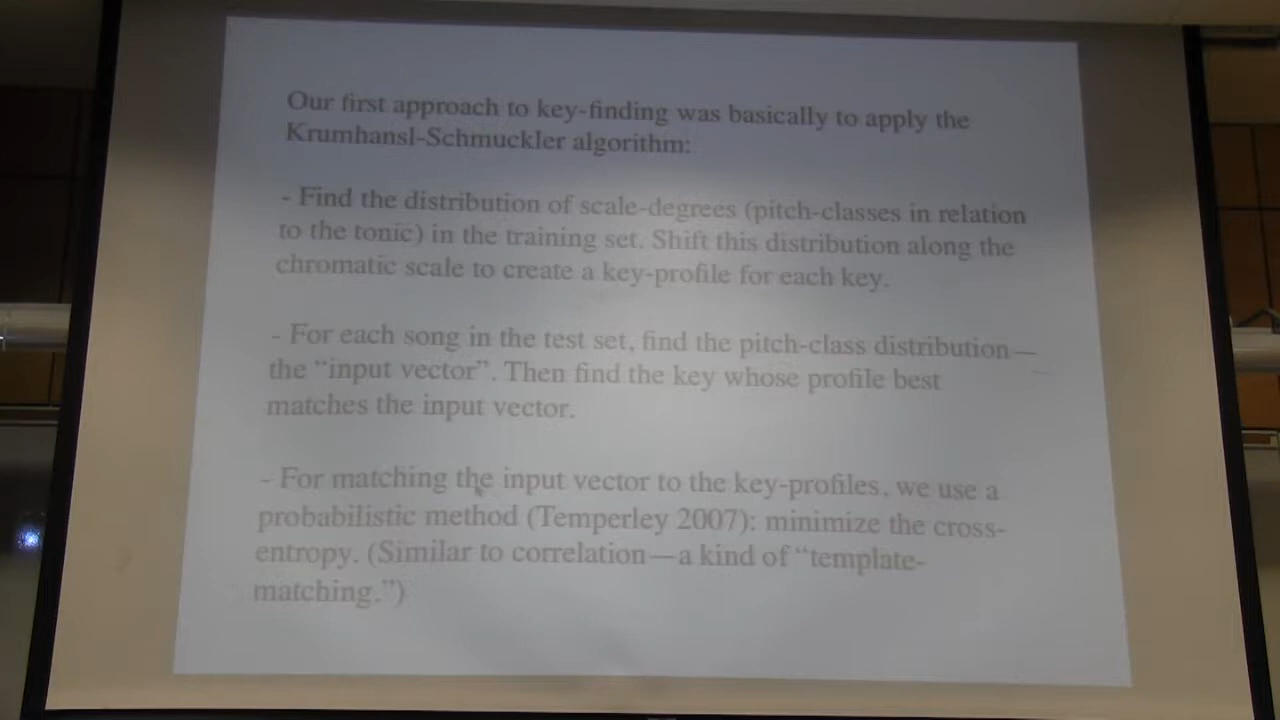 Our first approach to key-finding was basically to apply the
Krumhansl-Schmuckler algorithm:
- Find the distribution of scale-degrees (pitch-classes in relation
to the tonic) in the training set. Shift this distribution along the
chromatic scale to create a key-profile for each key.
- For each song in the test set, find the pitch-class distribution—
the “input vector”. Then find the key whose profile best
matches the input vector.
- For matching the input vector to the key-profiles, we use a
probabilistic method (Temperley 2007): minimize the cross-
entropy. (Similar to correlation—a kind of “template-
matching.”)